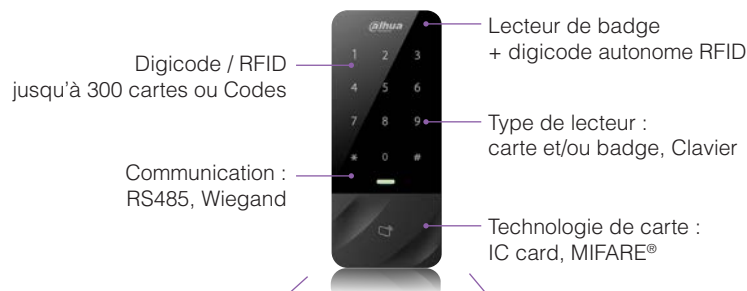 alhua
Digicode / RFID
jusqu'à 300 cartes ou Codes
Communication :
RS485, Wiegand
1 2 3
4 5 6
7 8 9
* 0 #
Lecteur de badge
+ digicode autonome RFID
Type de lecteur :
carte et/ou badge, Clavier
Technologie de carte :
IC card, MIFARE®